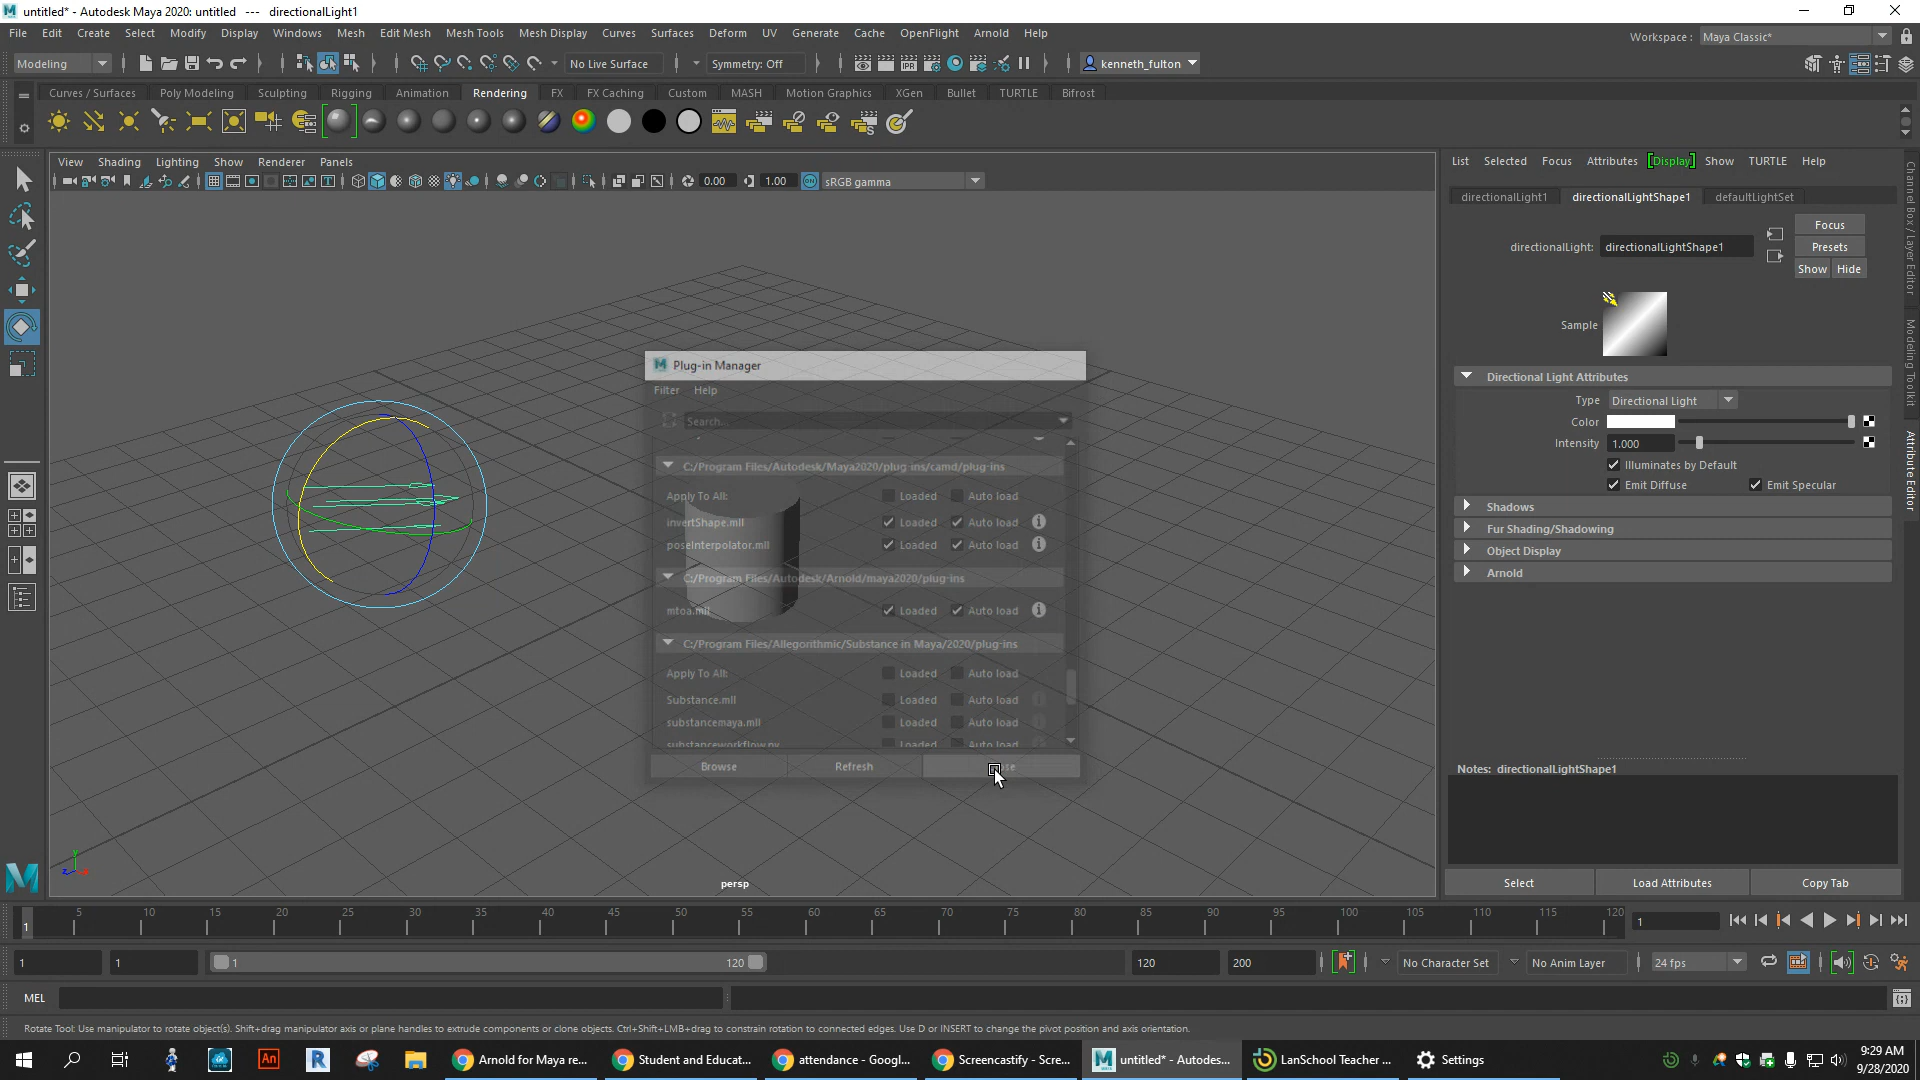 untitled* - Autodesk Maya 2020: untitled   ---   directionalLight1
File Edit Create Select Modify Display Windows Mesh Edit Mesh Mesh Tools Mesh Display Curves Surfaces Deform UV Generate Cache OpenFlight Arnold Help
Workspace : Maya Classic*
Modeling No Live Surface Symmetry: Off kenneth_fulton
Curves / Surfaces Poly Modeling Sculpting Rigging Animation Rendering FX FX Caching Custom MASH Motion Graphics XGen Bullet TURTLE Bifrost
View Shading Lighting Show Renderer Panels
0.00 1.00 sRGB gamma
List Selected Focus Attributes Display Show TURTLE Help
directionalLight1 directionalLightShape1 defaultLightSet
directionalLight: directionalLightShape1
Focus
Presets
Show Hide
Sample
Directional Light Attributes
Type Directional Light
Color
Intensity 1.000
Illuminates by Default
Emit Diffuse Emit Specular
Shadows
Fur Shading/Shadowing
Object Display
Arnold
Notes: directionalLightShape1
Select Load Attributes Copy Tab
Channel Box / Layer Editor
Modeling Toolkit
Attribute Editor
Plug-in Manager
Filter Help
Search...
C:/Program Files/Autodesk/Maya2020/plug-ins/camd/plug-ins
Apply To All: Loaded Auto load
invertShape.mll Loaded Auto load
poseInterpolator.mll Loaded Auto load
C:/Program Files/Autodesk/Arnold/maya2020/plug-ins
mtoa.mll Loaded Auto load
C:/Program Files/Allegorithmic/Substance in Maya/2020/plug-ins
Apply To All: Loaded Auto load
Substance.mll Loaded Auto load
substancemaya.mll Loaded Auto load
substanceworkflow.py Loaded Auto load
Browse Refresh
persp
1 5 10 15 20 25 30 35 40 45 50 55 60 65 70 75 80 85 90 95 100 105 110 115 120 1
1 1 1 120 120 200 No Character Set No Anim Layer 24 fps
MEL
Rotate Tool: Use manipulator to rotate object(s). Shift+drag manipulator axis or plane handles to extrude components or clone objects. Ctrl+Shift+LMB+drag to constrain rotation to connected edges. Use D or INSERT to change the pivot position and axis orientation.
Arnold for Maya re... Student and Educat... attendance - Googl... Screencastify - Scre... untitled* - Autodes... LanSchool Teacher ... Settings
9:29 AM
9/28/2020